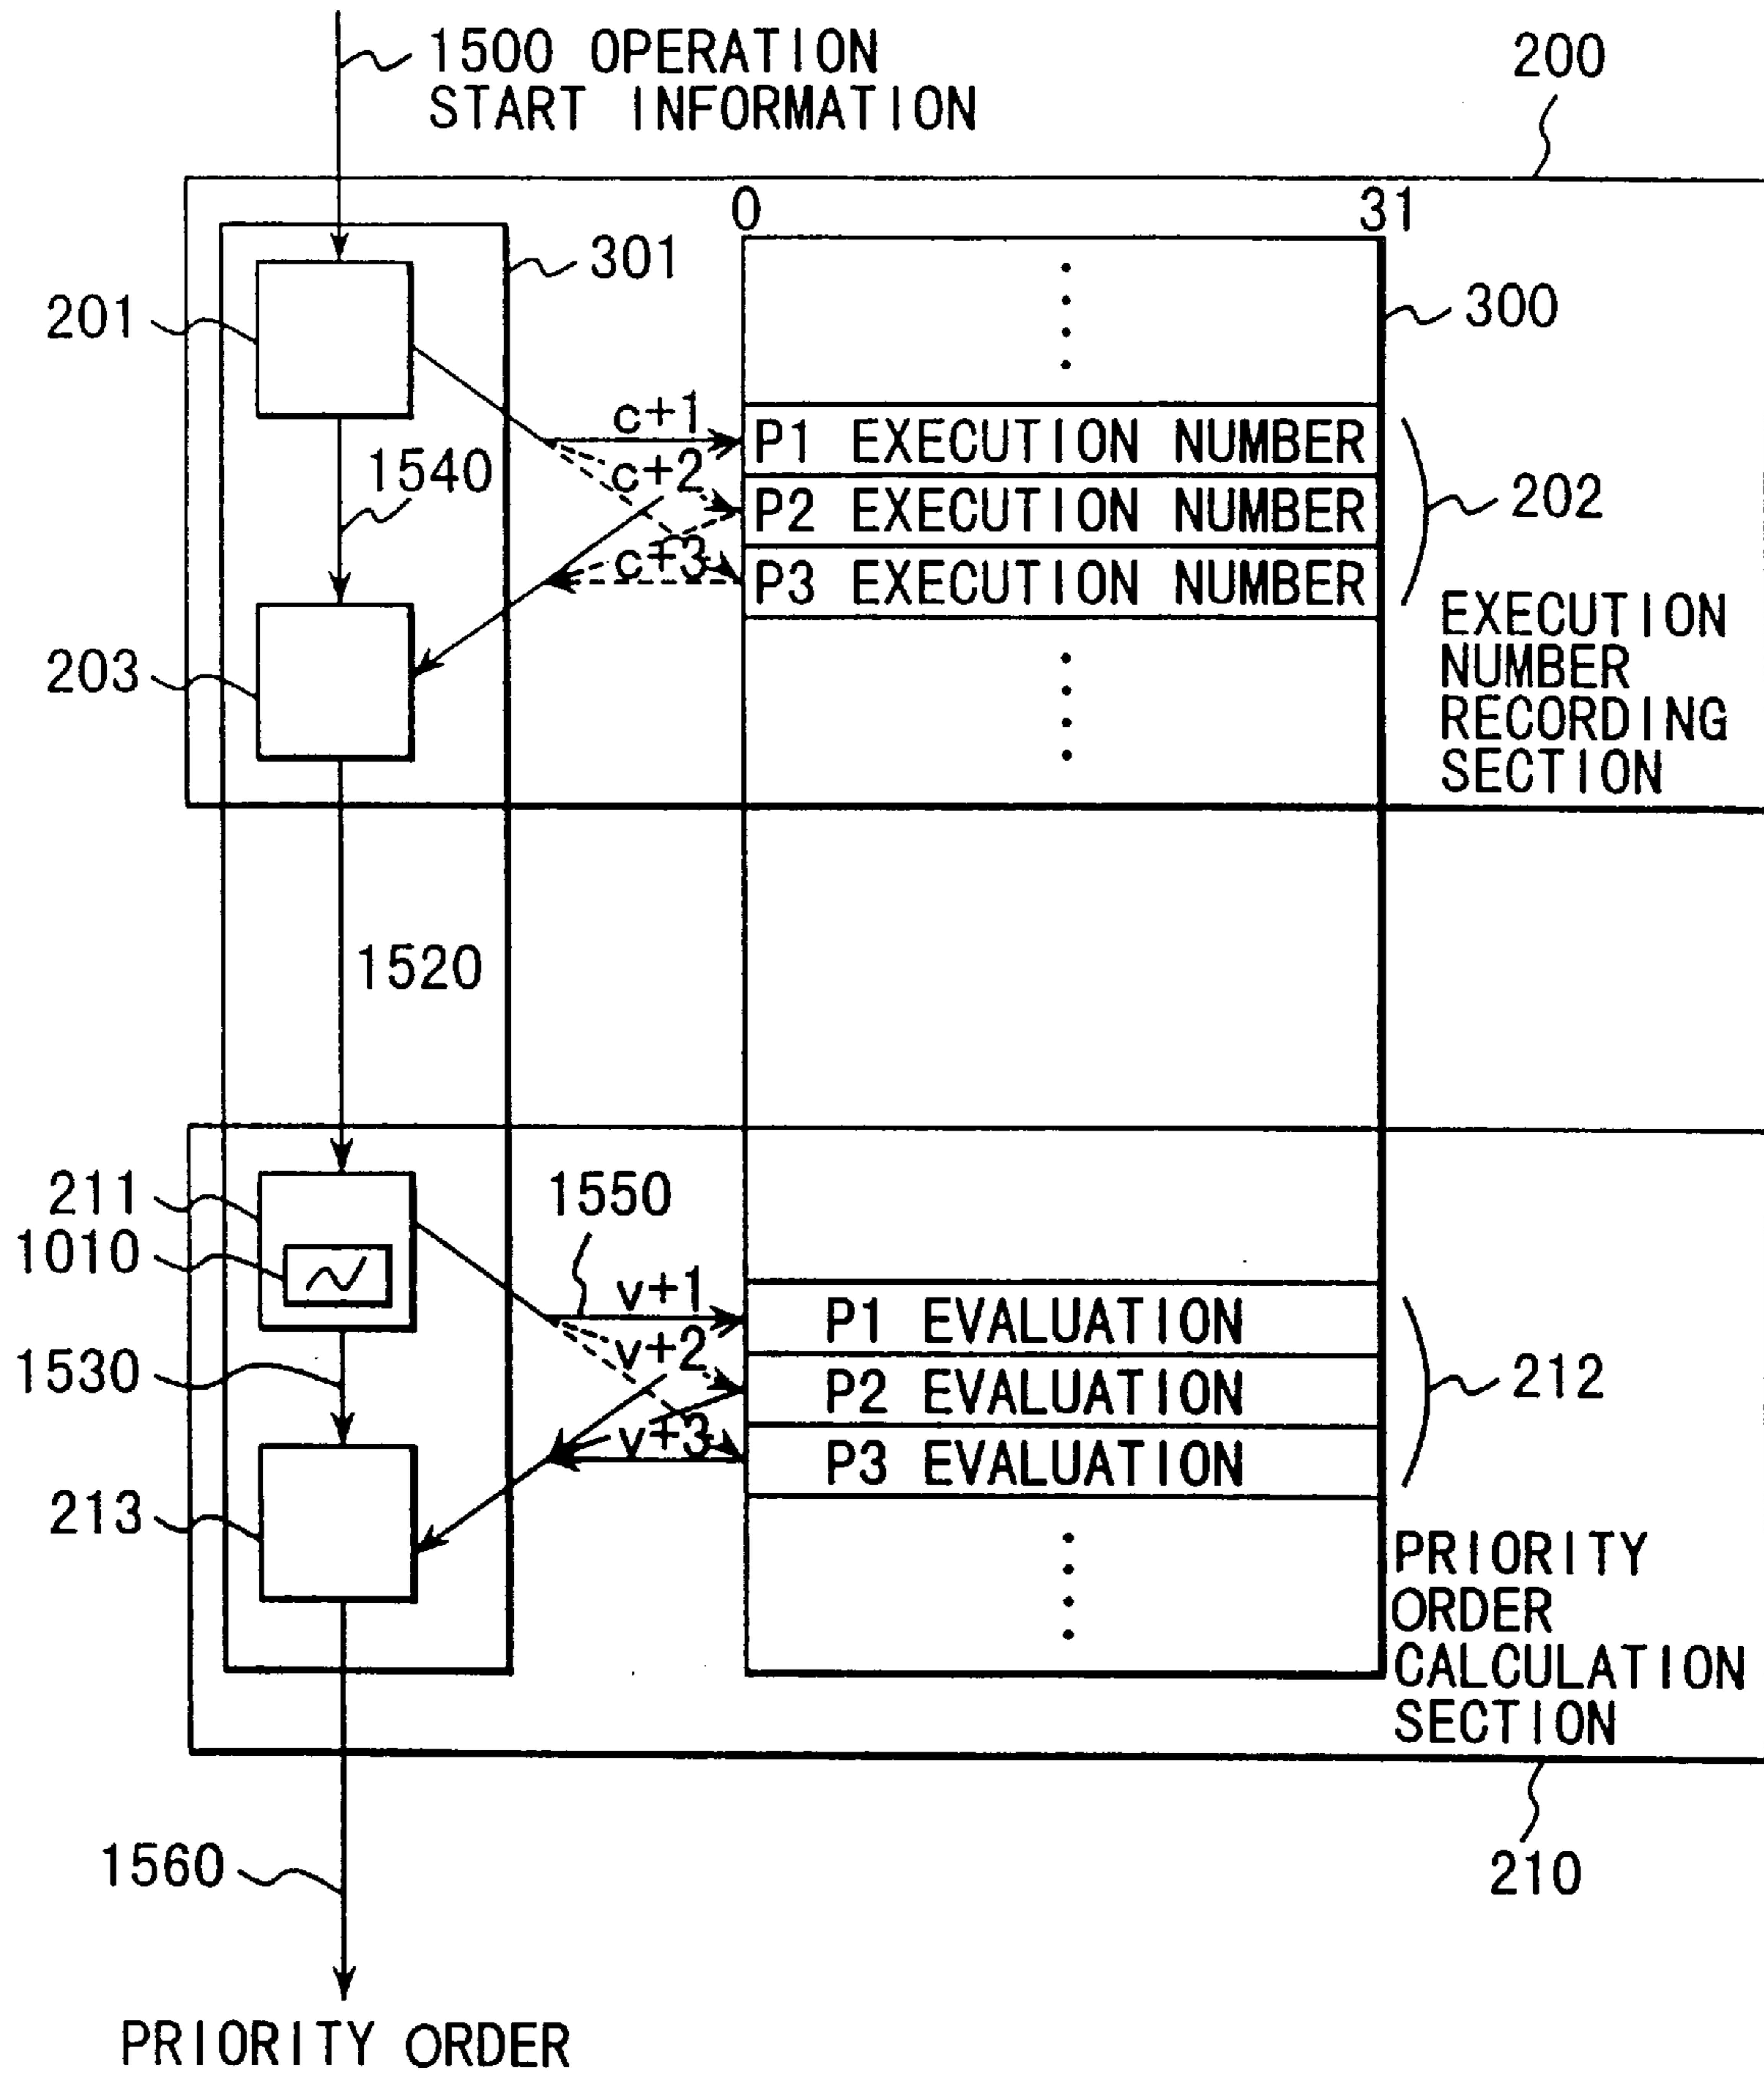 1500 OPERATION
START INFORMATION
200
0 31
301
201
300
c+1
P1 EXECUTION NUMBER
1540
c+2
202
P2 EXECUTION NUMBER
c+3
P3 EXECUTION NUMBER
203
EXECUTION
NUMBER
RECORDING
SECTION
1520
211
1550
1010
v+1
P1 EVALUATION
1530
v+2
P2 EVALUATION
212
v+3
P3 EVALUATION
213
PRIORITY
ORDER
CALCULATION
SECTION
1560
210
PRIORITY ORDER